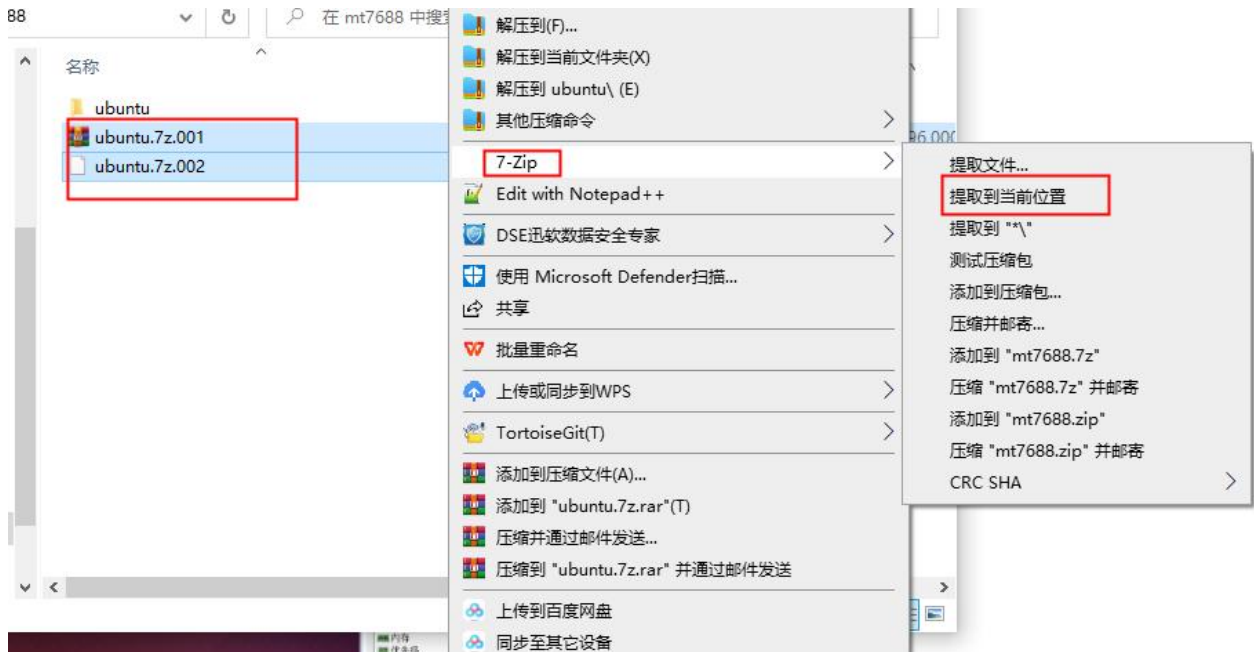 88
在 mt7688 中搜
名称
ubuntu
ubuntu.7z.001
ubuntu.7z.002
解压到(F)...
解压到当前文件夹(X)
解压到 ubuntu\ (E)
其他压缩命令
7-Zip
Edit with Notepad++
DSE迅软数据安全专家
使用 Microsoft Defender扫描...
共享
批量重命名
上传或同步到WPS
TortoiseGit(T)
添加到压缩文件(A)...
添加到 "ubuntu.7z.rar"(T)
压缩并通过邮件发送...
压缩到 "ubuntu.7z.rar" 并通过邮件发送
上传到百度网盘
同步至其它设备
提取文件...
提取到当前位置
提取到 "*\"
测试压缩包
添加到压缩包...
压缩并邮寄...
添加到 "mt7688.7z"
压缩 "mt7688.7z" 并邮寄
添加到 "mt7688.zip"
压缩 "mt7688.zip" 并邮寄
CRC SHA
内存